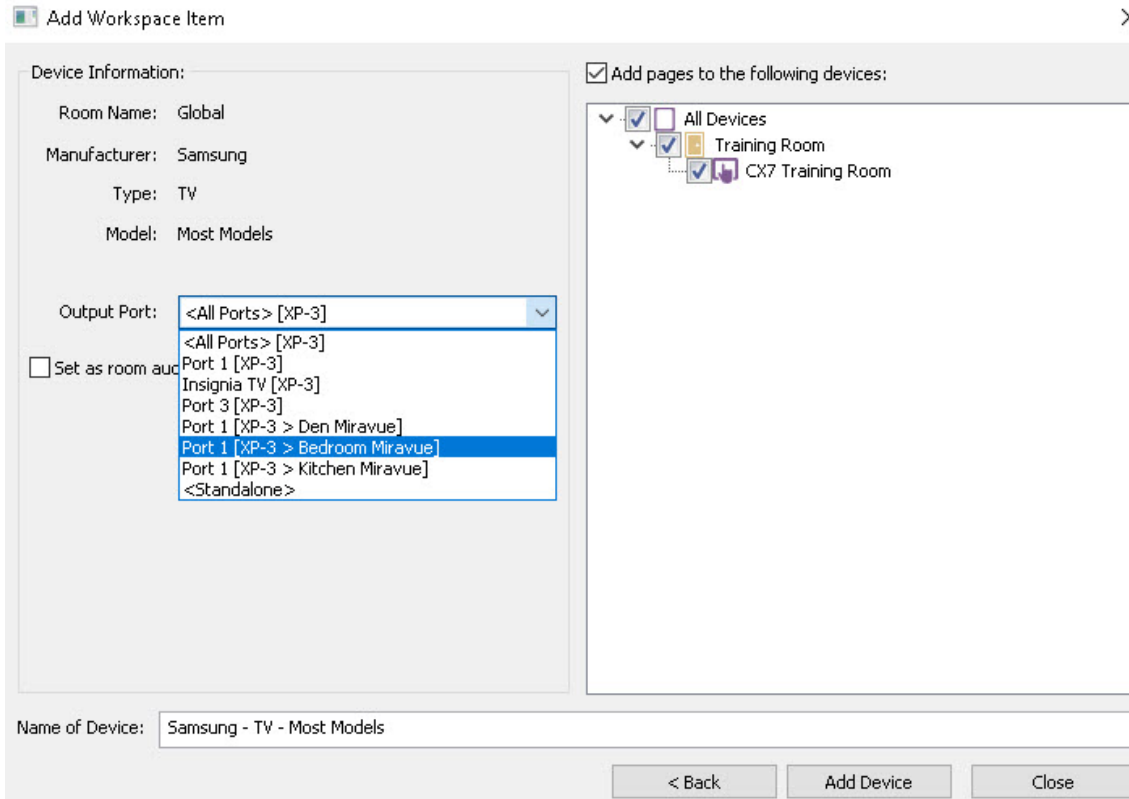 Add Workspace Item
Device Information:
Room Name: Global
Manufacturer: Samsung
Type: TV
Model: Most Models
Output Port: <All Ports> [XP-3]
<All Ports> [XP-3]
Port 1 [XP-3]
Insignia TV [XP-3]
Port 3 [XP-3]
Port 1 [XP-3 > Den Miravue]
Port 1 [XP-3 > Bedroom Miravue]
Port 1 [XP-3 > Kitchen Miravue]
<Standalone>
Set as room
Add pages to the following devices:
All Devices
Training Room
CX7 Training Room
Name of Device: Samsung - TV - Most Models
< Back
Add Device
Close